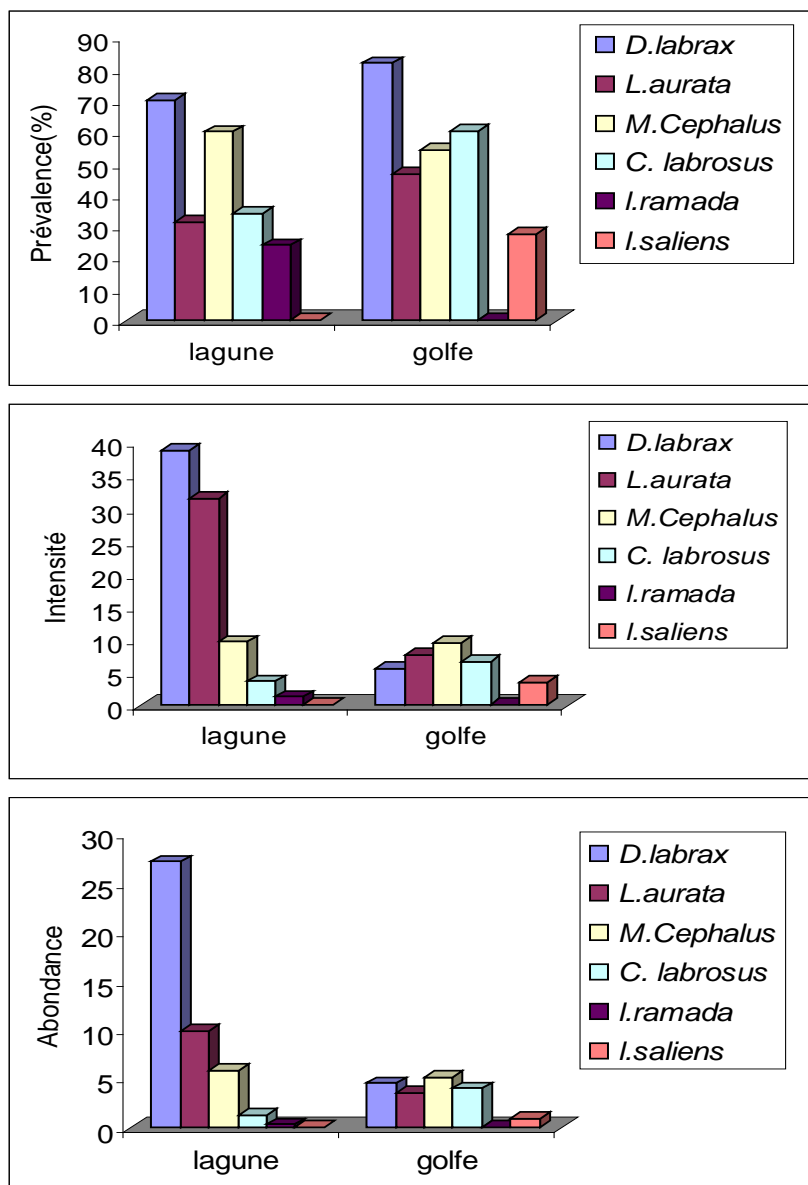 Prévalence(%)
90
80
70
60
50
40
30
20
10
0
lagune
golfe
D.labrax
L.aurata
M.Cephalus
C. labrosus
l.ramada
l.saliens
Intensité
40
35
30
25
20
15
10
5
0
lagune
golfe
D.labrax
L.aurata
M.Cephalus
C. labrosus
l.ramada
l.saliens
Abondance
30
25
20
15
10
5
0
lagune
golfe
D.labrax
L.aurata
M.Cephalus
C. labrosus
l.ramada
l.saliens